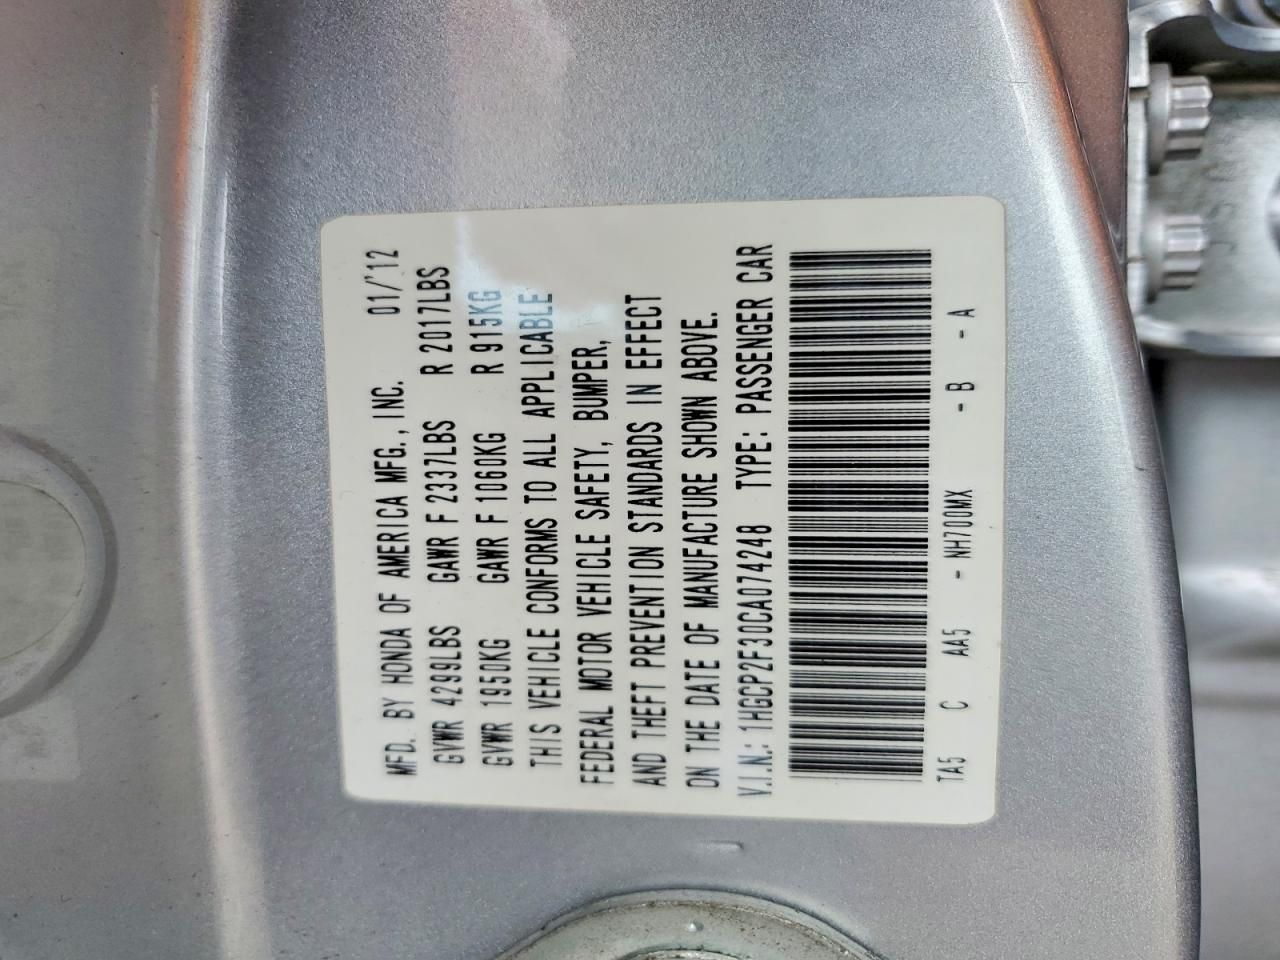 MFD. BY HONDA OF AMERICA MFG., INC. 01/'12
GVWR 4299LBS GAWR F 2337LBS R 2017LBS
GVWR 1950KG GAWR F 1060KG R 915KG
THIS VEHICLE CONFORMS TO ALL APPLICABLE
FEDERAL MOTOR VEHICLE SAFETY, BUMPER,
AND THEFT PREVENTION STANDARDS IN EFFECT
ON THE DATE OF MANUFACTURE SHOWN ABOVE.
V.I.N.: 1HGCP2F30CA074248 TYPE: PASSENGER CAR
TA5 C AA5 - NH700MX - B - A